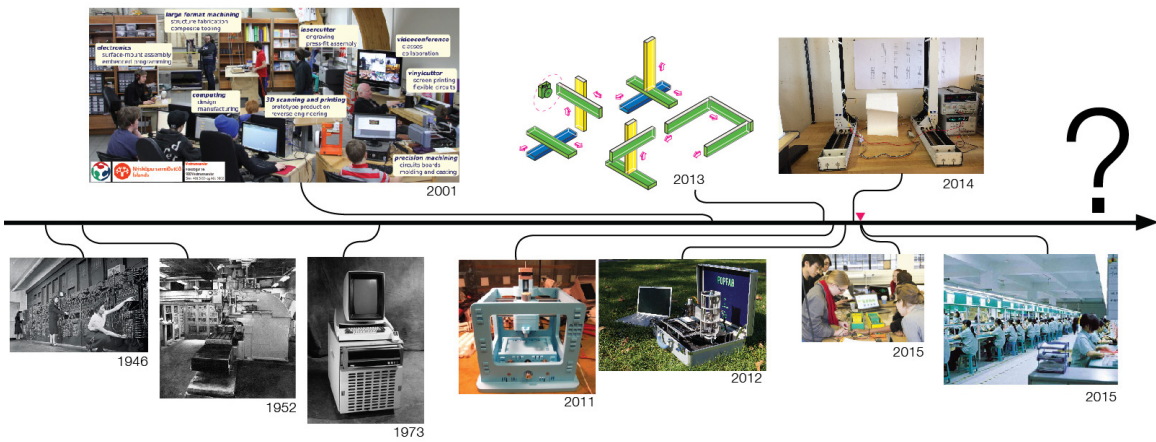 large format machining
structure fabrication
composite tooling
electronics
surface-mount assembly
embedded programming
lasercutter
engraving
press-fit assembly
videoconference
classes
collaboration
vinylcutter
screen printing
flexible circuits
computing
design
manufacturing
3D scanning and printing
prototype production
reverse engineering
precision machining
circuits boards
molding and casting
2001
2013
2014
?
1946
1952
1973
2011
POPFAB
2012
2015
2015